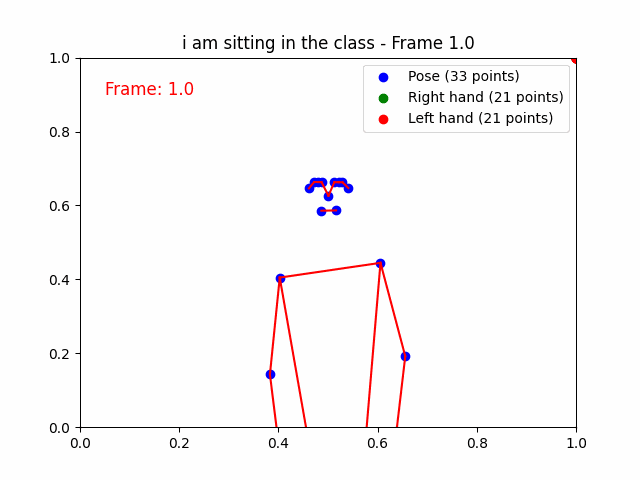 i am sitting in the class - Frame 1.0
Frame: 1.0
Pose (33 points)
Right hand (21 points)
Left hand (21 points)
1.0
0.8
0.6
0.4
0.2
0.0
0.0 0.2 0.4 0.6 0.8 1.0